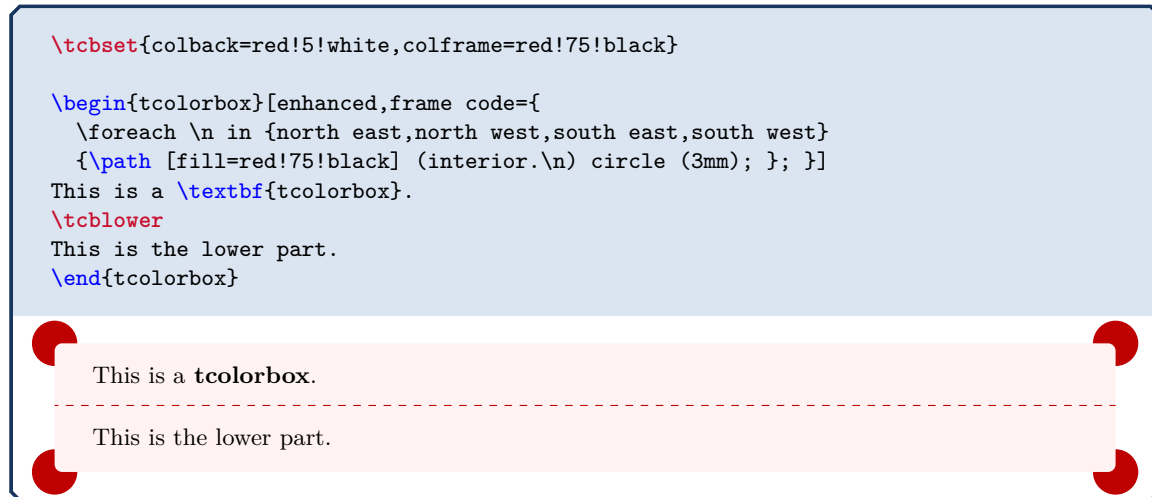 \tcbset{colback=red!5!white,colframe=red!75!black}

\begin{tcolorbox}[enhanced,frame code={
  \foreach \n in {north east,north west,south east,south west}
  {\path [fill=red!75!black] (interior.\n) circle (3mm); }; }]
This is a \textbf{tcolorbox}.
\tcblower
This is the lower part.
\end{tcolorbox}
This is a tcolorbox.
This is the lower part.